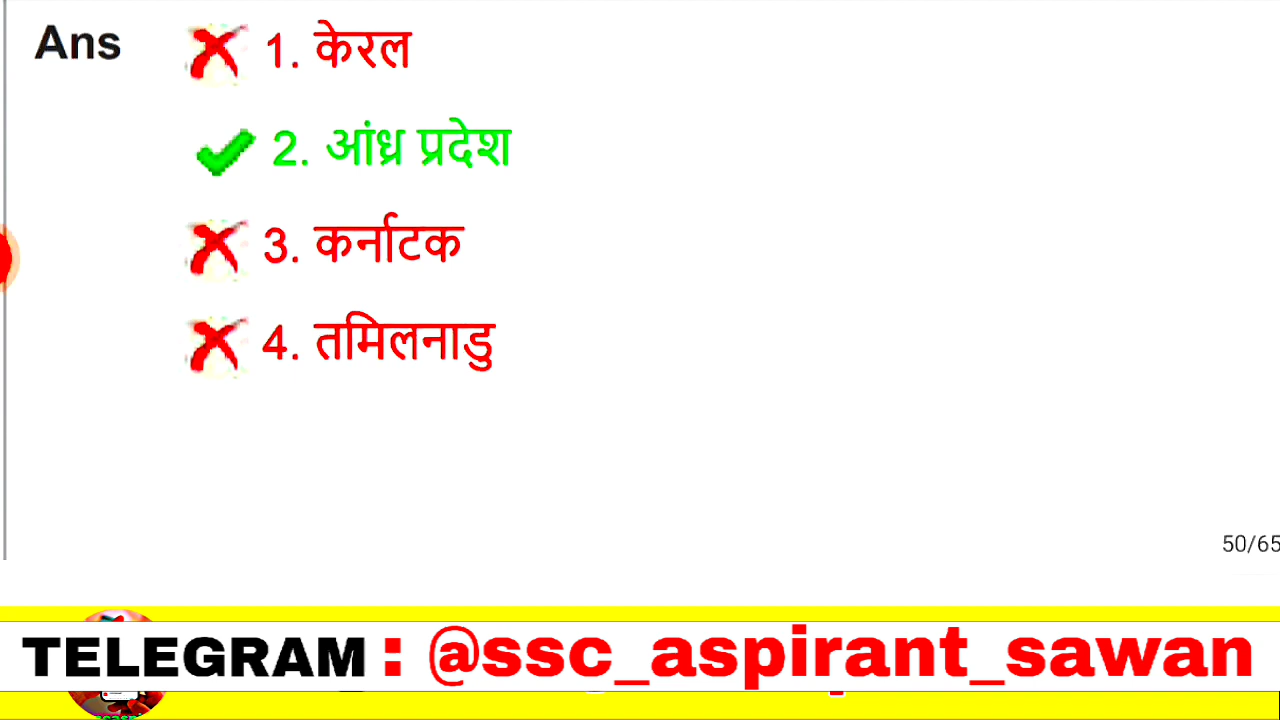 Ans 1. केरल
2. आंध्र प्रदेश
3. कर्नाटक
4. तमिलनाडु
50/65
TELEGRAM : @ssc_aspirant_sawan